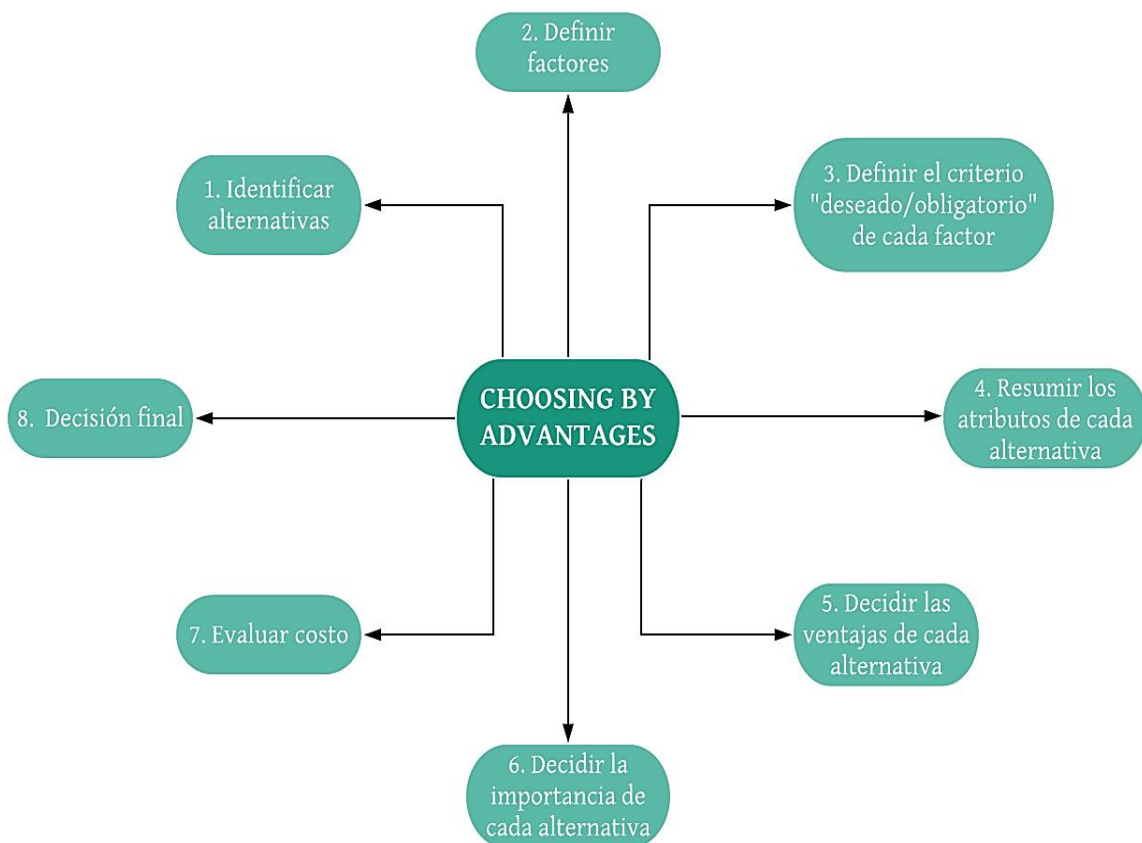 2. Definir
factores
1. Identificar
alternativas
3. Definir el criterio
"deseado/obligatorio"
de cada factor
CHOOSING BY
ADVANTAGES
8. Decisión final
4. Resumir los
atributos de cada
alternativa
7. Evaluar costo
5. Decidir las
ventajas de cada
alternativa
6. Decidir la
importancia de
cada alternativa